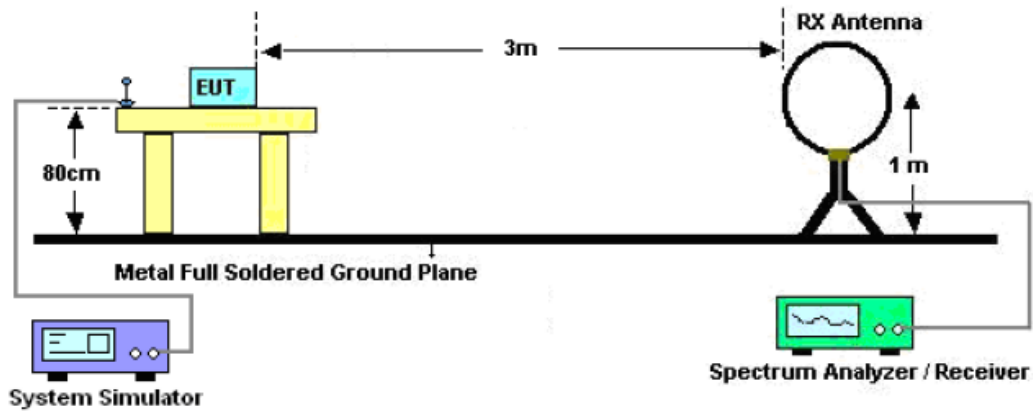 RX Antenna
3m
EUT
80cm
1 m
Metal Full Soldered Ground Plane
System Simulator
Spectrum Analyzer / Receiver